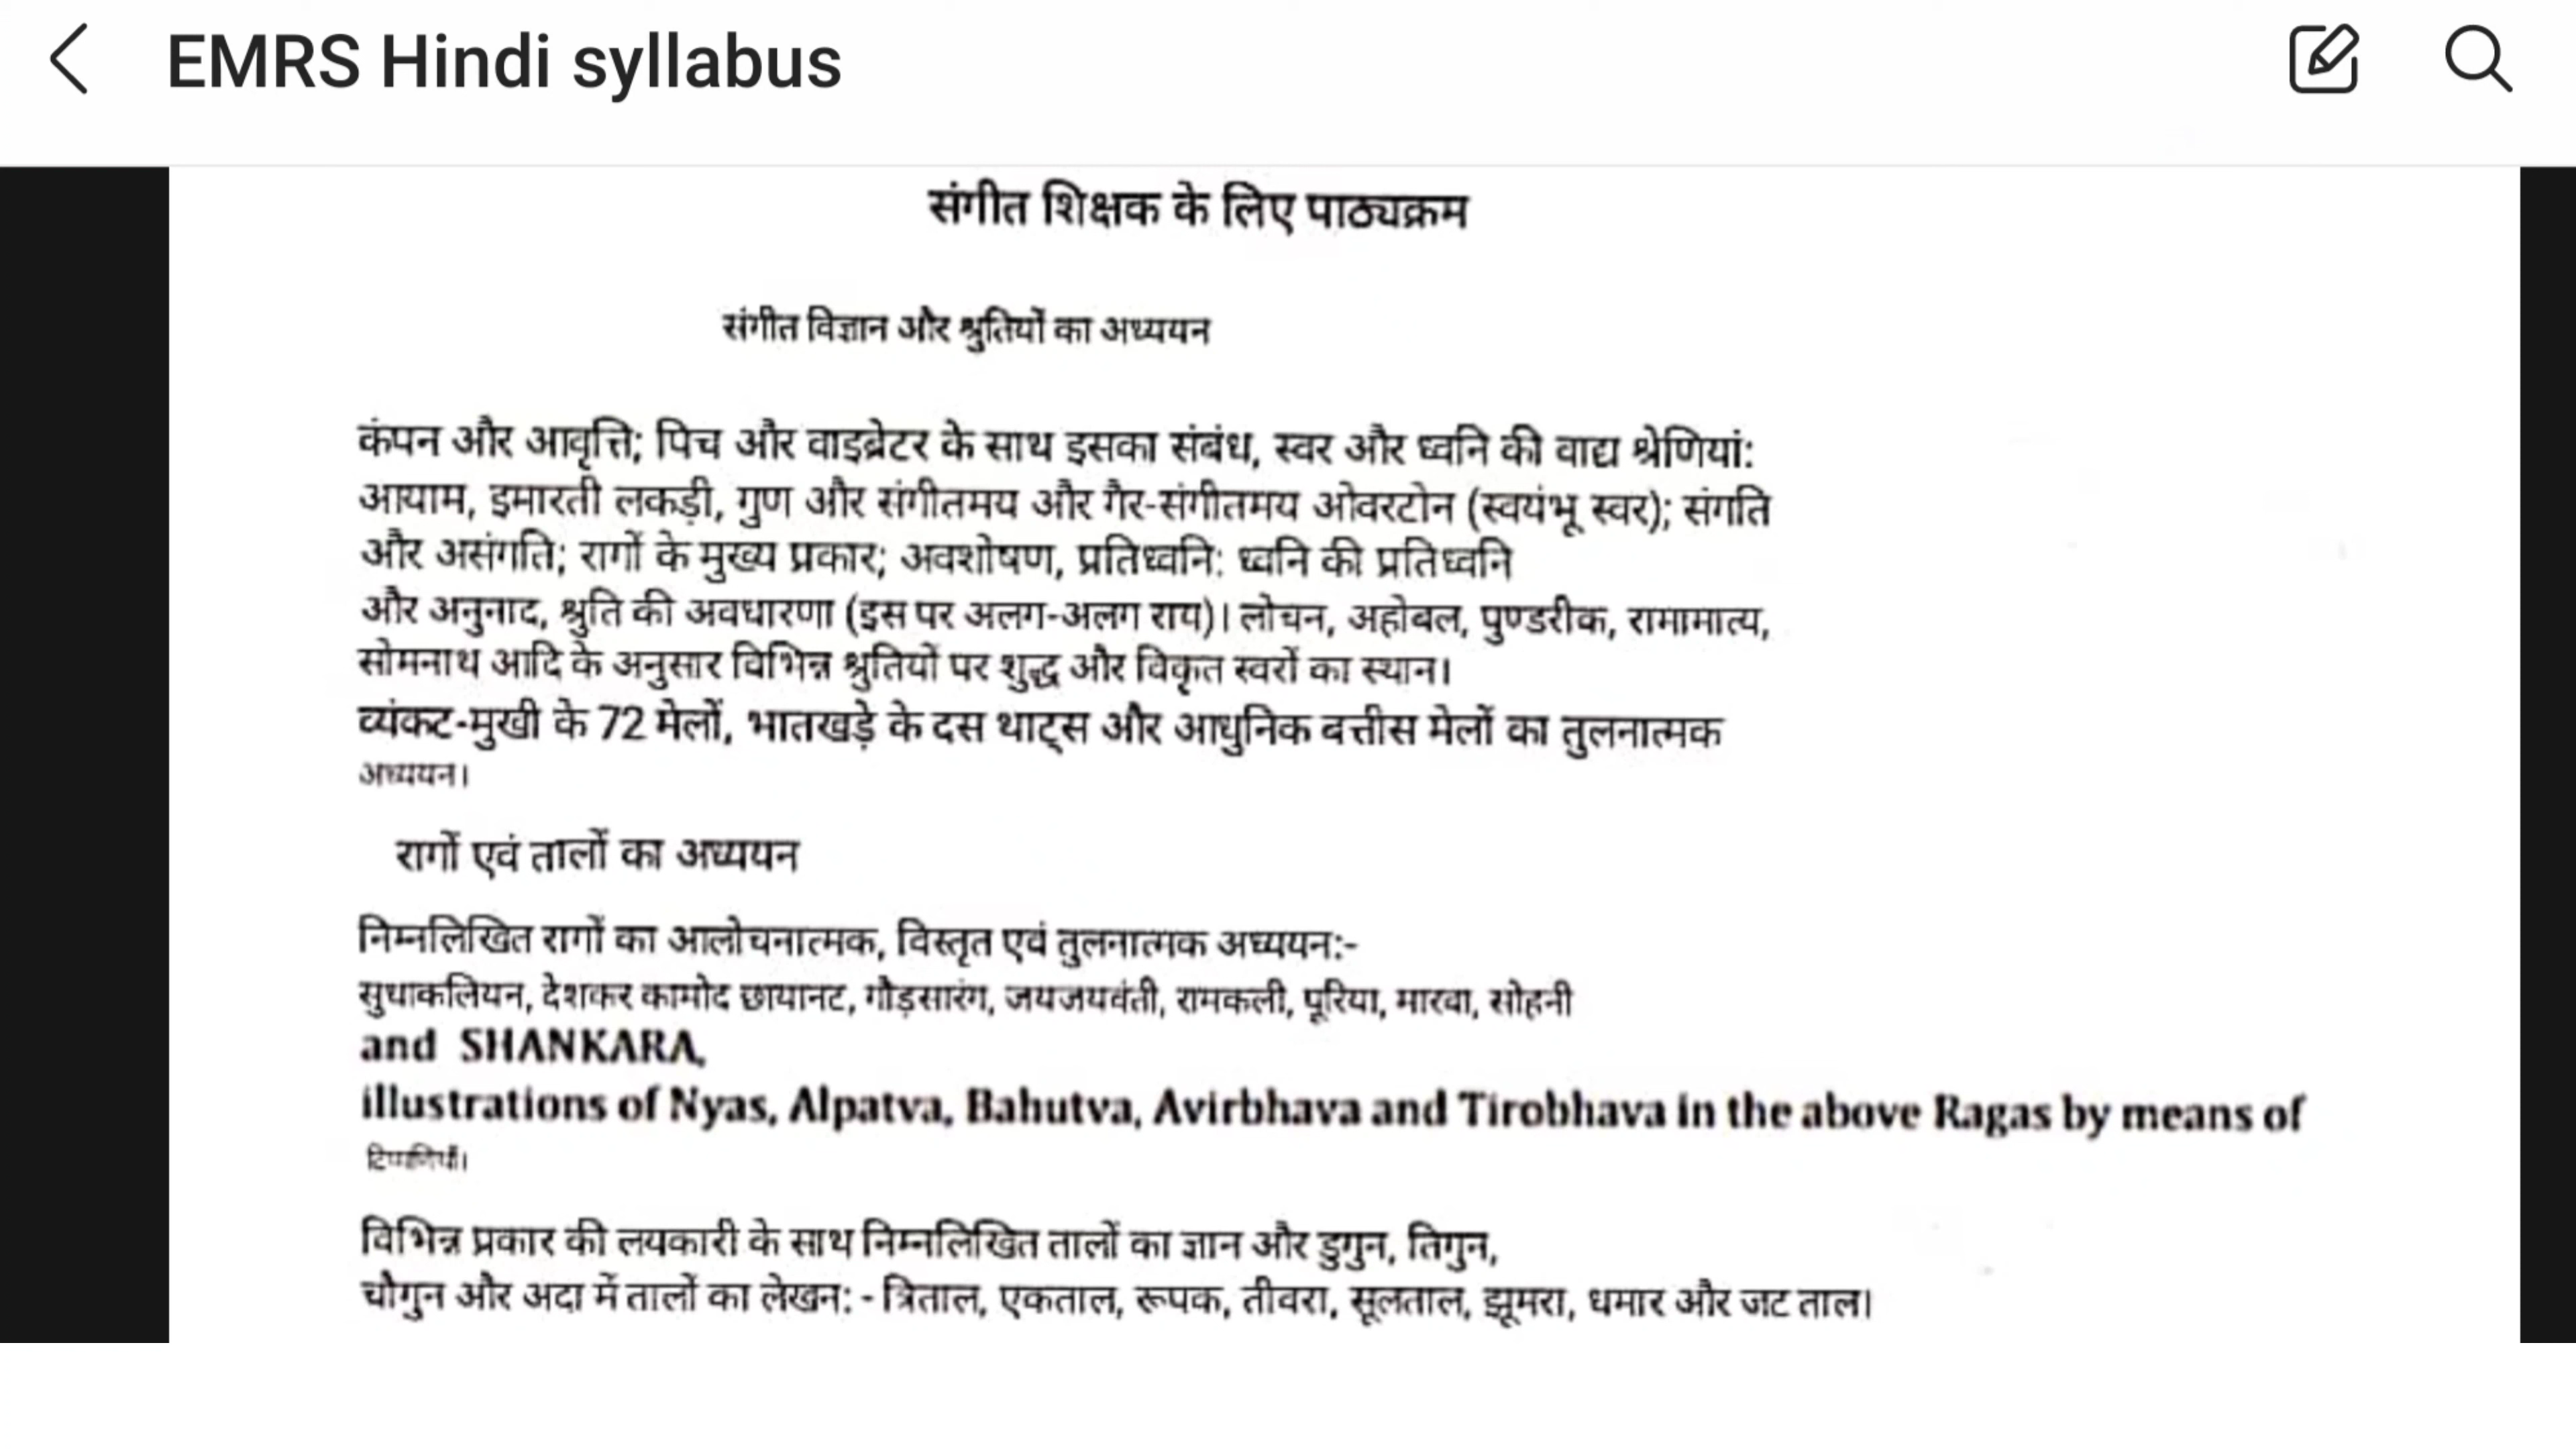 EMRS Hindi syllabus
संगीत शिक्षक के लिए पाठ्यक्रम
संगीत विज्ञान और श्रुतियों का अध्ययन
कंपन और आवृत्ति; पिच और वाइब्रेटर के साथ इसका संबंध, स्वर और ध्वनि की वाद्य श्रेणियां:
आयाम, इमारती लकड़ी, गुण और संगीतमय और गैर-संगीतमय ओवरटोन (स्वयंभू स्वर); संगति
और असंगति; रागों के मुख्य प्रकार; अवशोषण, प्रतिध्वनि: ध्वनि की प्रतिध्वनि
और अनुनाद, श्रुति की अवधारणा (इस पर अलग-अलग राय)। लोचन, अहोबल, पुण्डरीक, रामामात्य,
सोमनाथ आदि के अनुसार विभिन्न श्रुतियों पर शुद्ध और विकृत स्वरों का स्थान।
व्यंकट-मुखी के 72 मेलों, भातखड़े के दस थाट्स और आधुनिक बत्तीस मेलों का तुलनात्मक
अध्ययन।
रागों एवं तालों का अध्ययन
निम्नलिखित रागों का आलोचनात्मक, विस्तृत एवं तुलनात्मक अध्ययन:-
सुधाकलियन, देशकर कामोद छायानट, गौड़सारंग, जयजयवंती, रामकली, पूरिया, मारवा, सोहनी
and SHANKARA,
illustrations of Nyas, Alpatva, Bahutva, Avirbhava and Tirobhava in the above Ragas by means of
टिप्पणियाँ।
विभिन्न प्रकार की लयकारी के साथ निम्नलिखित तालों का ज्ञान और डुगुन, तिगुन,
चौगुन और अदा में तालों का लेखन: - त्रिताल, एकताल, रूपक, तीवरा, सूलताल, झूमरा, धमार और जट ताल।